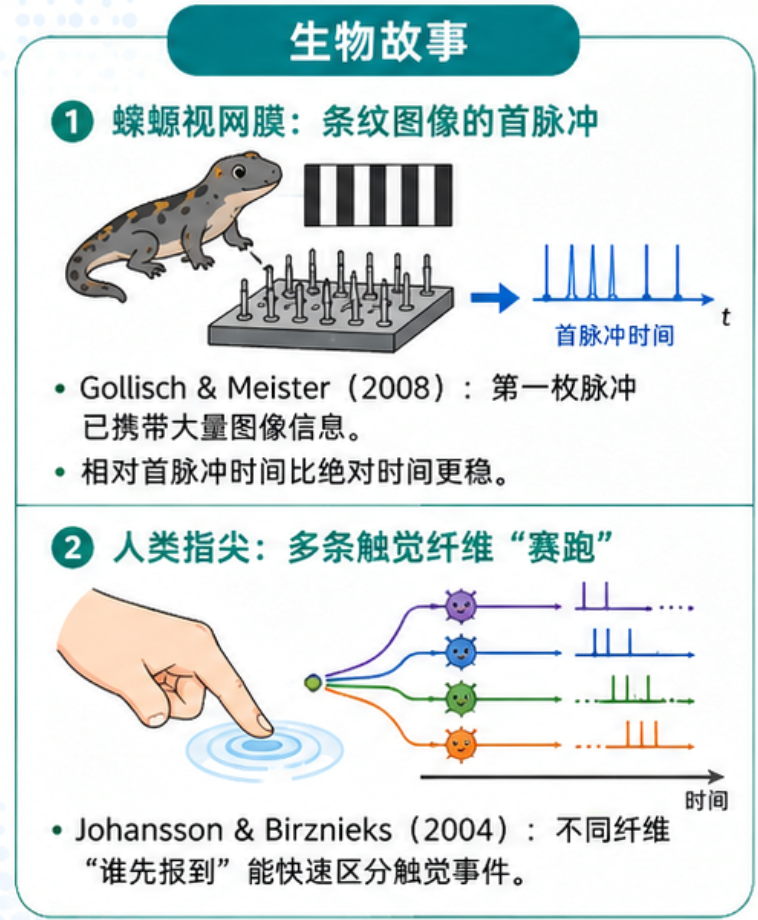 生物故事
1 蝾螈视网膜：条纹图像的首脉冲
t
首脉冲时间
• Gollisch & Meister（2008）：第一枚脉冲
已携带大量图像信息。
• 相对首脉冲时间比绝对时间更稳。
2 人类指尖：多条触觉纤维“赛跑”
时间
• Johansson & Birznieks（2004）：不同纤维
“谁先报到”能快速区分触觉事件。